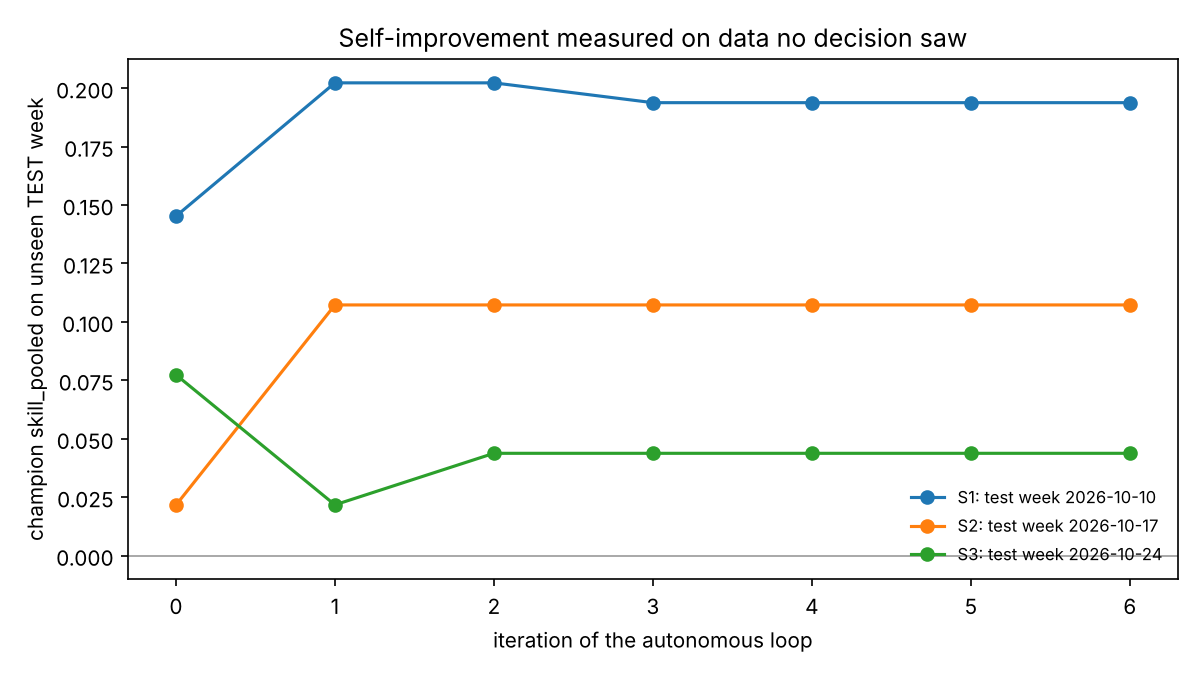 Self-improvement measured on data no decision saw
champion skill_pooled on unseen TEST week
0.200
0.175
0.150
0.125
0.100
0.075
0.050
0.025
0.000
S1: test week 2026-10-10
S2: test week 2026-10-17
S3: test week 2026-10-24
0 1 2 3 4 5 6
iteration of the autonomous loop